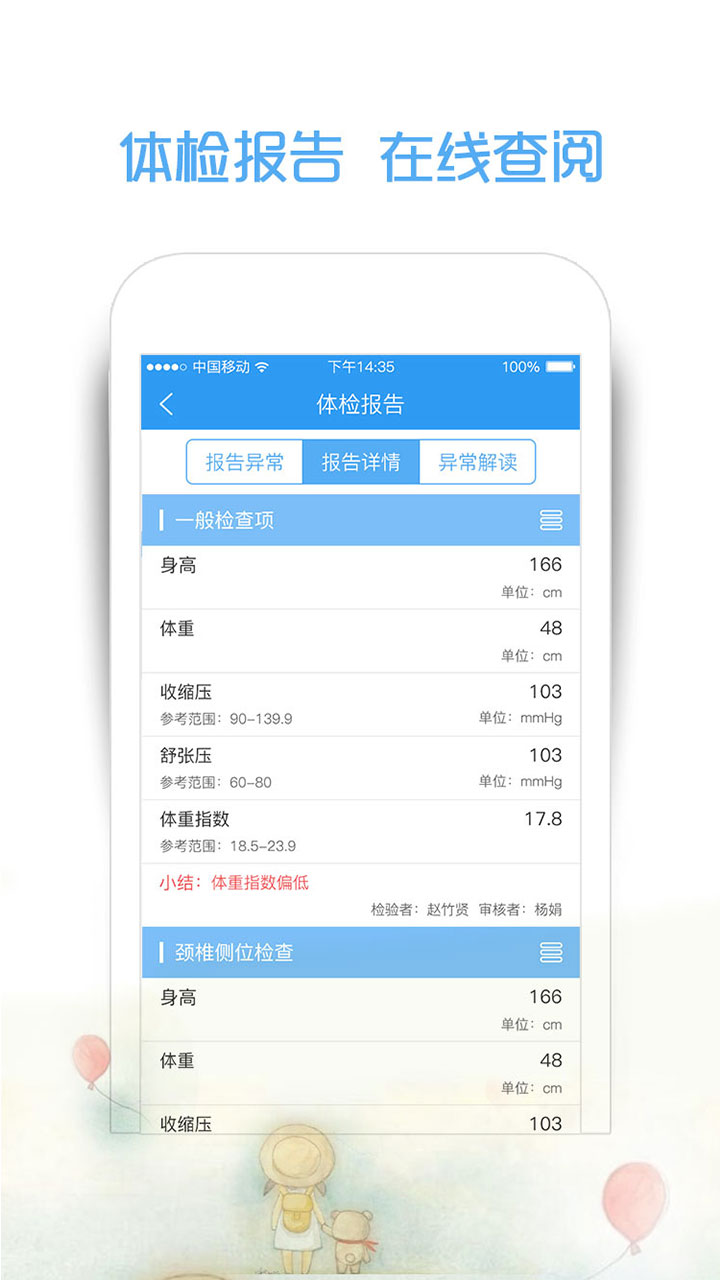 体检报告 在线查阅
中国移动 下午14:35 100%
体检报告
报告异常 报告详情 异常解读
一般检查项
身高 166
单位：cm
体重 48
单位：cm
收缩压 103
参考范围：90-139.9 单位：mmHg
舒张压 103
参考范围：60-80 单位：mmHg
体重指数 17.8
参考范围：18.5-23.9
小结：体重指数偏低
检验者：赵竹贤 审核者：杨娟
颈椎侧位检查
身高 166
单位：cm
体重 48
单位：cm
收缩压 103